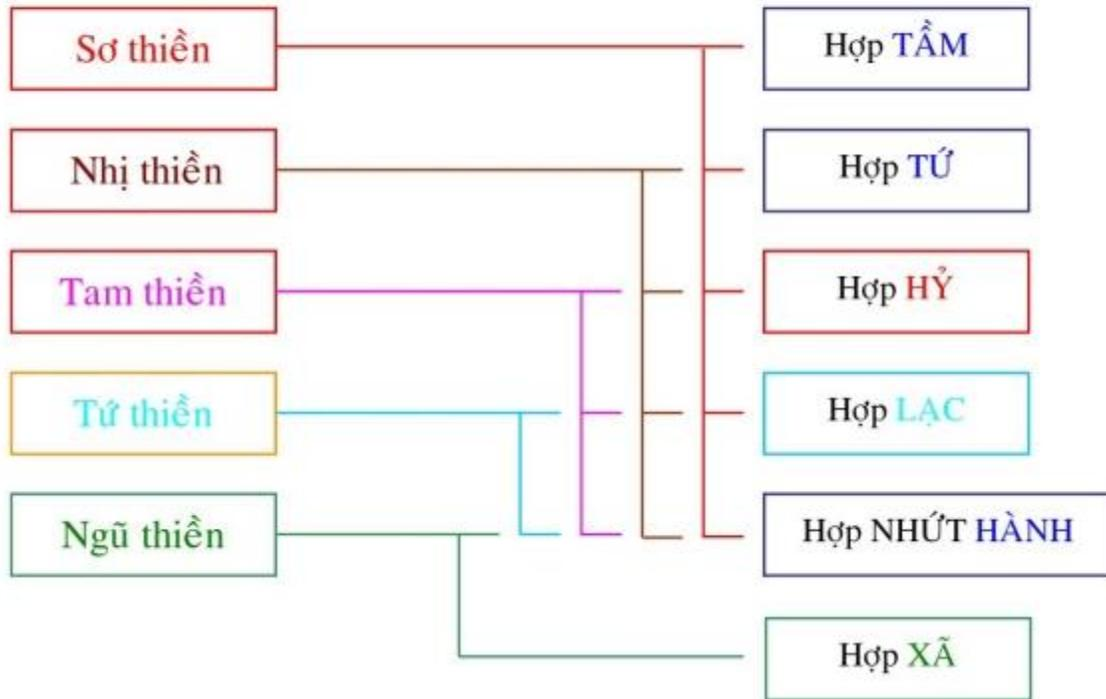 Sơ thiền
Hợp TẦM
Nhị thiền
Hợp TỨ
Tam thiền
Hợp HỶ
Tứ thiền
Hợp LẠC
Ngũ thiền
Hợp NHỨT HÀNH
Hợp XÃ